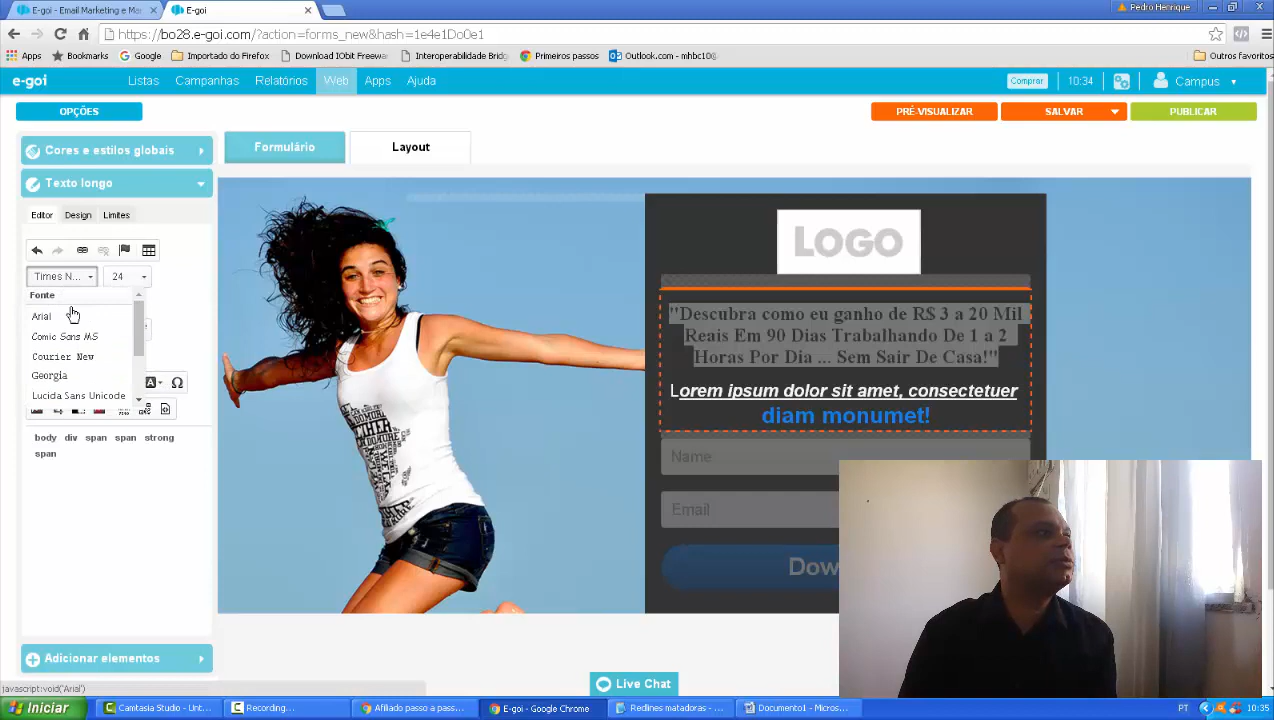 E-goi - Email Marketing e Ma
E-goi
Pedro Henrique
https://bo28.e-goi.com/?action=forms_new&hash=1e4e1Do0e1
Apps
Bookmarks
Google
Importado do Firefox
Download IObit Freewar
Interoperabilidade Bridg
Primeiros passos
Outlook.com - mhbc10@
Outros favoritos
e-goi
Listas
Campanhas
Relatórios
Web
Apps
Ajuda
Comprar
10:34
Campus
OPÇÕES
PRÉ-VISUALIZAR
SALVAR
PUBLICAR
Cores e estilos globais
Formulário
Layout
Texto longo
Editor
Design
Limites
Times N...
24
Fonte
Arial
Comic Sans MS
Courier New
Georgia
Lucida Sans Unicode
body div span span strong
span
LOGO
"Descubra como eu ganho de R$ 3 a 20 Mil
Reais Em 90 Dias Trabalhando De 1 a 2
Horas Por Dia ... Sem Sair De Casa!"
Lorem ipsum dolor sit amet, consectetuer
diam monumet!
Name
Email
Dow
Adicionar elementos
Live Chat
javascript:void('Arial')
Iniciar
Camtasia Studio - Unt...
Recording...
Afiliado passo a pass...
E-goi - Google Chrome
Redlines matadoras - ...
Documento1 - Micros...
PT
10:35